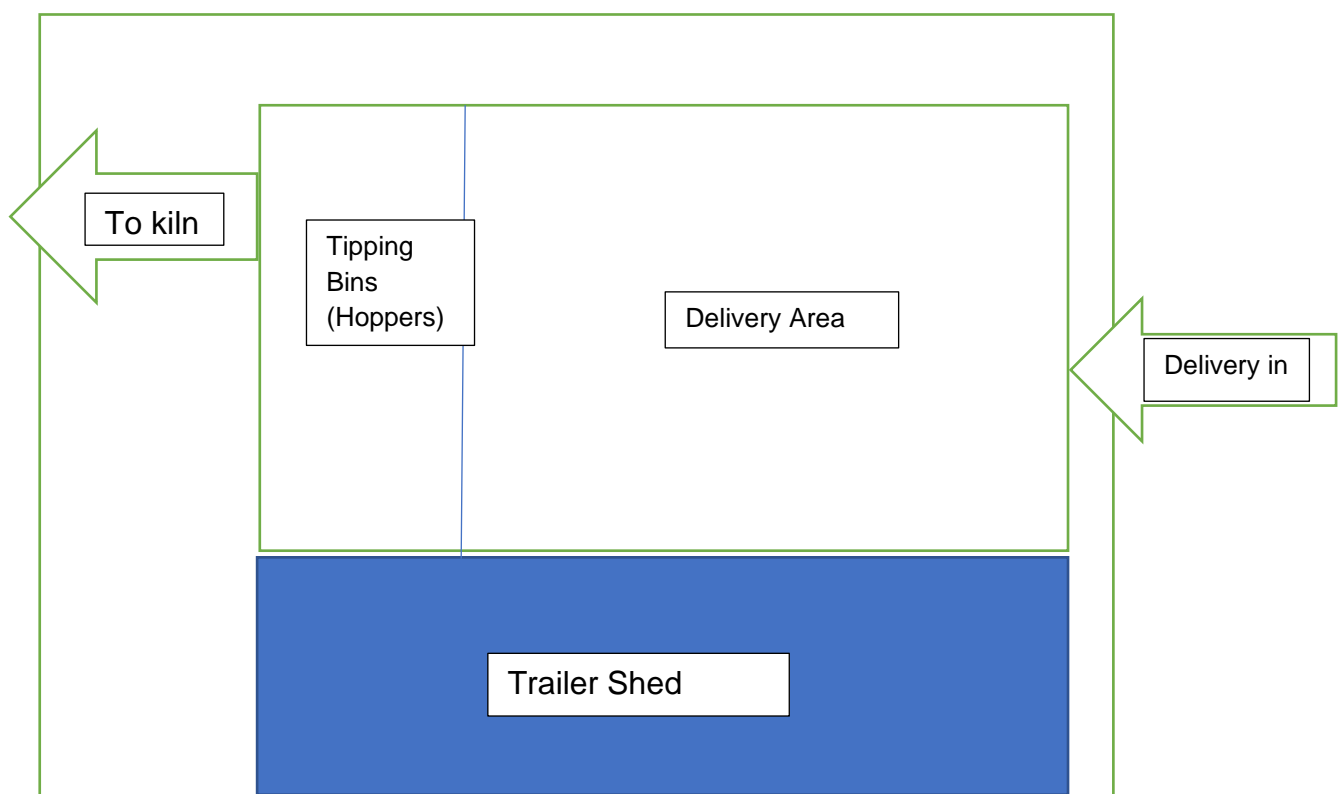 To kiln
Tipping
Bins
(Hoppers)
Delivery Area
Delivery in
Trailer Shed